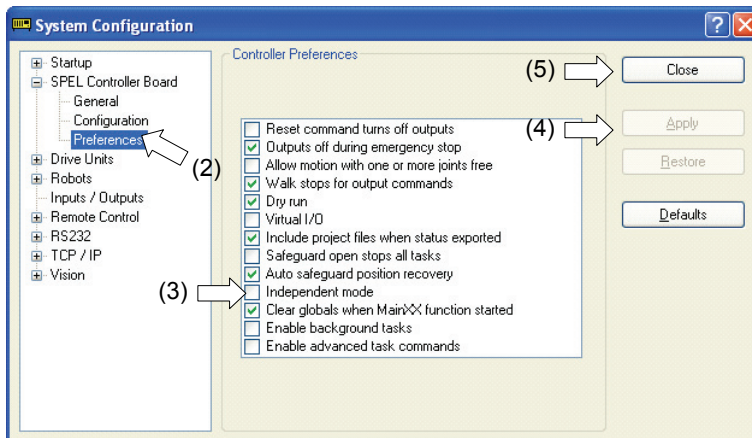 System Configuration
Startup
SPEL Controller Board
General
Configuration
Preferences
Drive Units
Robots
Inputs / Outputs
Remote Control
RS232
TCP / IP
Vision
(2)
Controller Preferences
Reset command turns off outputs
Outputs off during emergency stop
Allow motion with one or more joints free
Walk stops for output commands
Dry run
Virtual I/O
Include project files when status exported
Safeguard open stops all tasks
Auto safeguard position recovery
(3)
Independent mode
Clear globals when MainXX function started
Enable background tasks
Enable advanced task commands
(5)
Close
(4)
Apply
Restore
Defaults